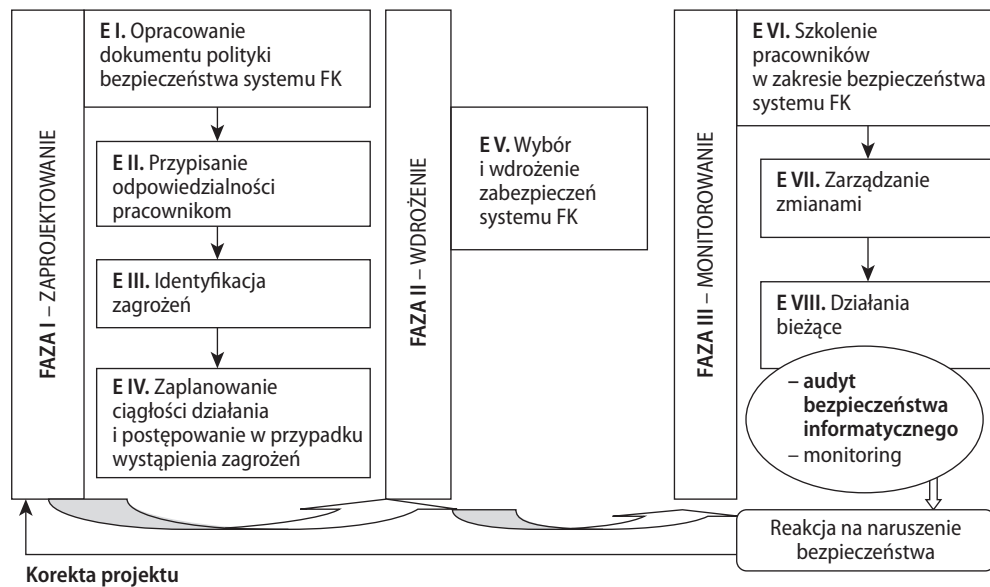 FAZA I – ZAPROJEKTOWANIE
E I. Opracowanie
dokumentu polityki
bezpieczeństwa systemu FK
E II. Przypisanie
odpowiedzialności
pracownikom
E III. Identyfikacja
zagrożeń
E IV. Zaplanowanie
ciągłości działania
i postępowanie w przypadku
wystąpienia zagrożeń
FAZA II – WDROŻENIE
E V. Wybór
i wdrożenie
zabezpieczeń
systemu FK
FAZA III – MONITOROWANIE
E VI. Szkolenie
pracowników
w zakresie bezpieczeństwa
systemu FK
E VII. Zarządzanie
zmianami
E VIII. Działania
bieżące
– audyt
bezpieczeństwa
informatycznego
– monitoring
Reakcja na naruszenie
bezpieczeństwa
Korekta projektu